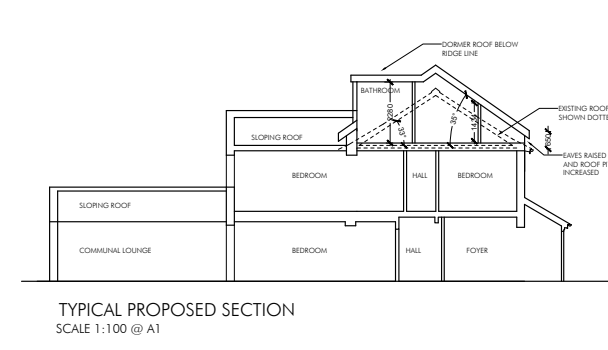 DORMER ROOF BELOW
RIDGE LINE
BATHROOM
EXISTING ROOF
SHOWN DOTTE
2280
35°
650
SLOPING ROOF
EAVES RAISED
AND ROOF PI
INCREASED
BEDROOM
HALL
BEDROOM
SLOPING ROOF
COMMUNAL LOUNGE
BEDROOM
HALL
FOYER
TYPICAL PROPOSED SECTION
SCALE 1:100 @ A1